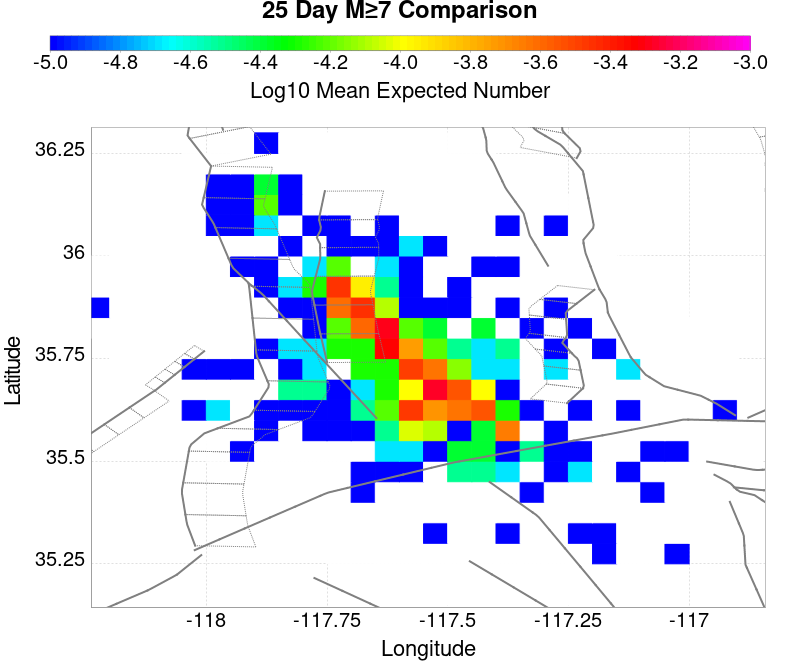 25 Day M≥7 Comparison
-5.0 -4.8 -4.6 -4.4 -4.2 -4.0 -3.8 -3.6 -3.4 -3.2 -3.0
Log10 Mean Expected Number
36.25
36
35.75
35.5
35.25
Latitude
-118 -117.75 -117.5 -117.25 -117
Longitude